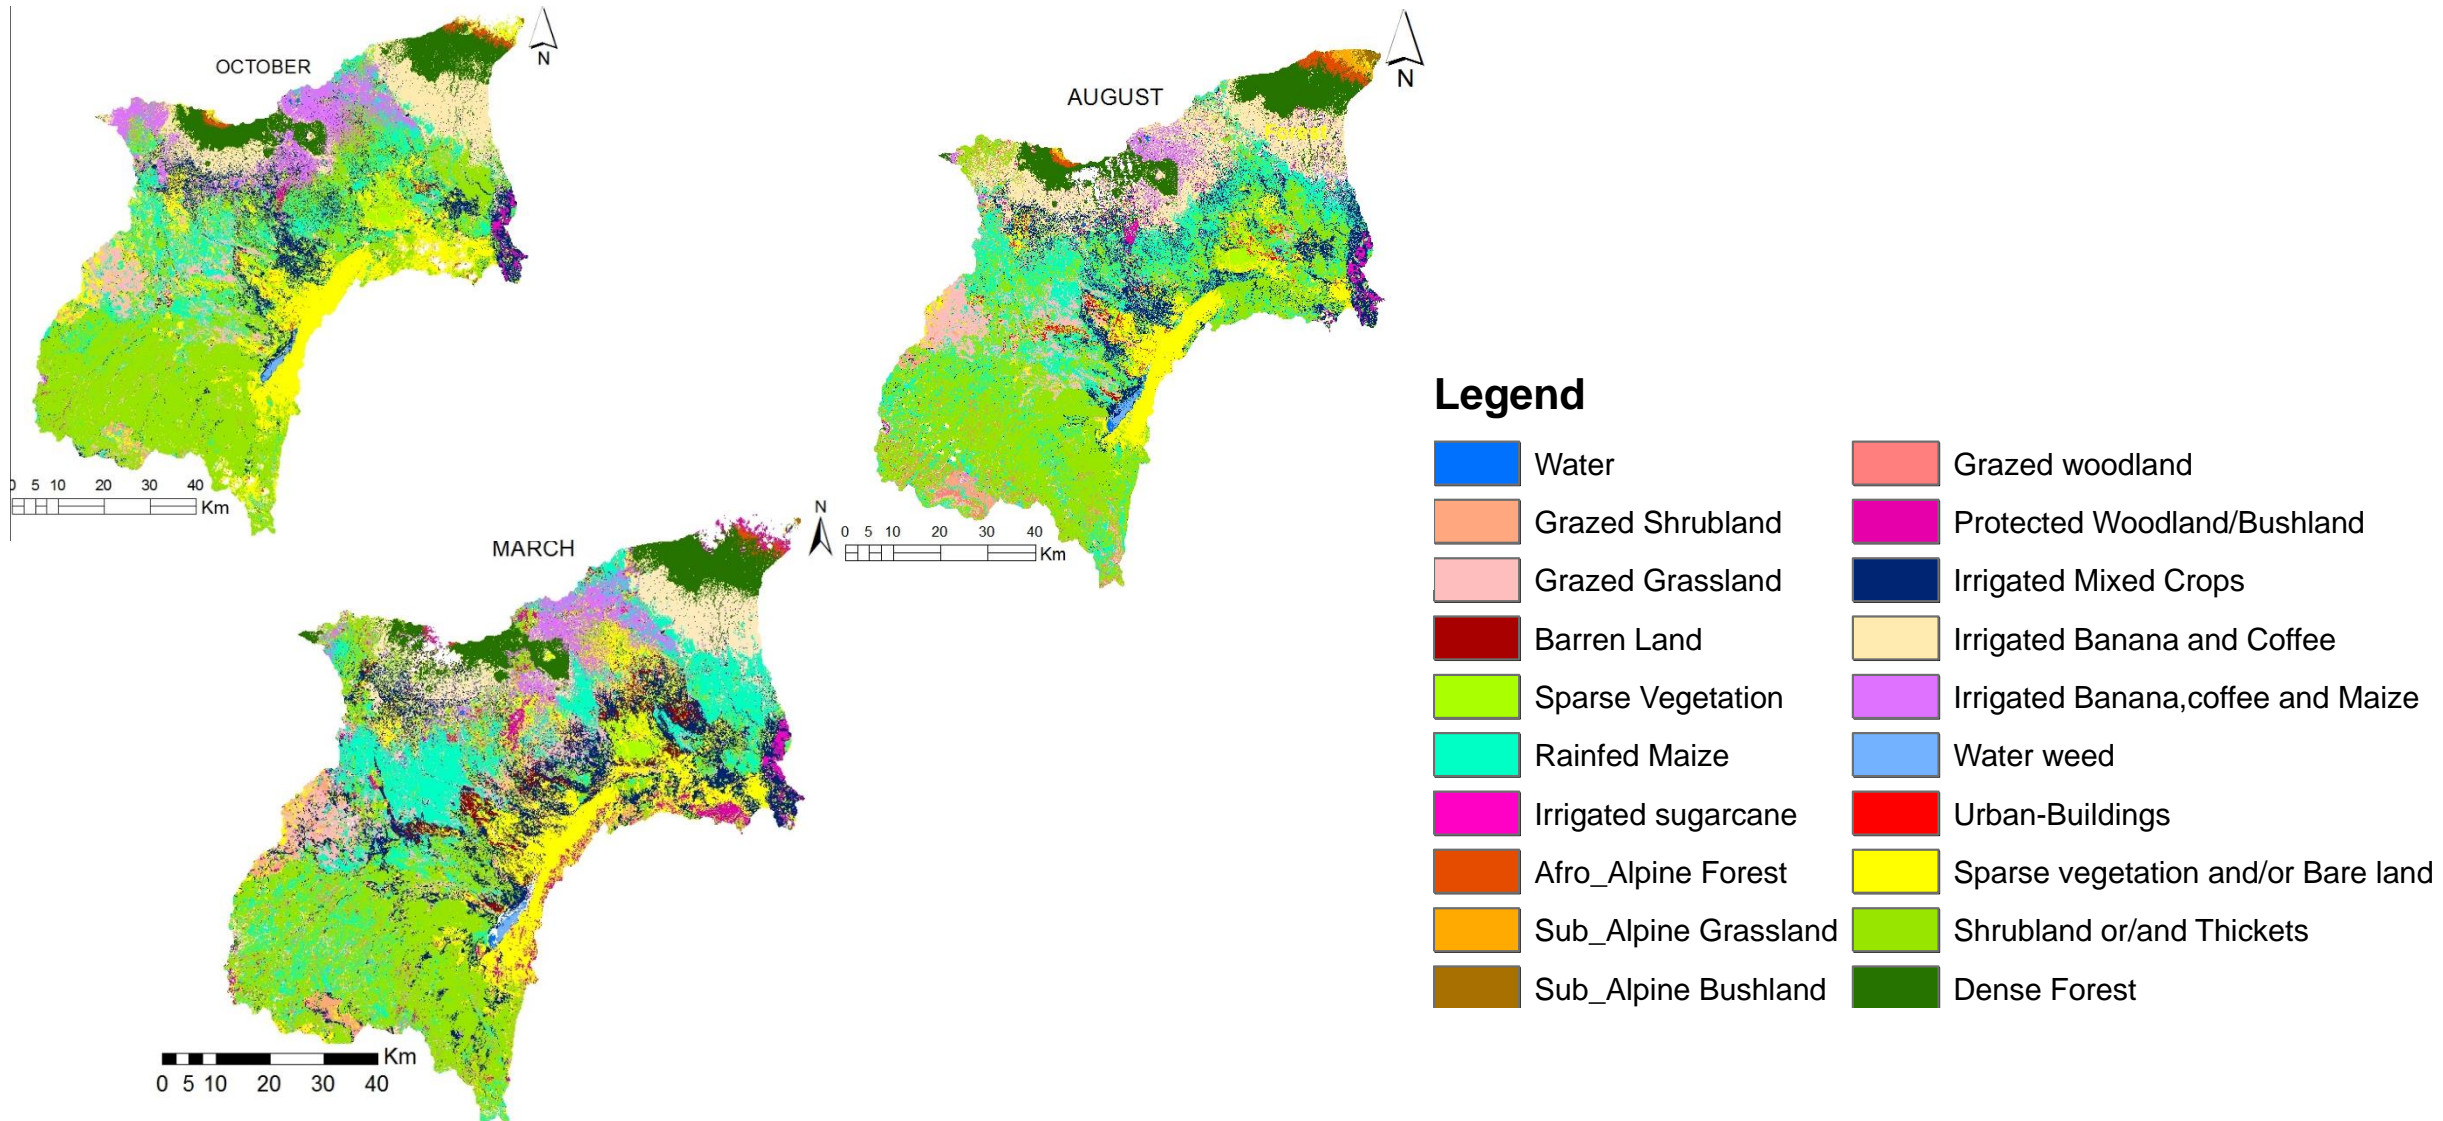 OCTOBER
N
0 5 10 20 30 40
Km
AUGUST
N
Forest
0 5 10 20 30 40
Km
MARCH
N
Km
0 5 10 20 30 40
Legend
Water
Grazed Shrubland
Grazed Grassland
Barren Land
Sparse Vegetation
Rainfed Maize
Irrigated sugarcane
Afro_Alpine Forest
Sub_Alpine Grassland
Sub_Alpine Bushland
Grazed woodland
Protected Woodland/Bushland
Irrigated Mixed Crops
Irrigated Banana and Coffee
Irrigated Banana,coffee and Maize
Water weed
Urban-Buildings
Sparse vegetation and/or Bare land
Shrubland or/and Thickets
Dense Forest